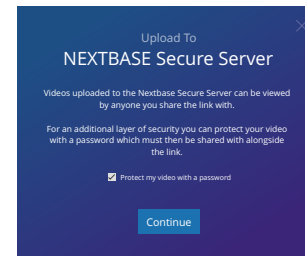 Upload To
NEXTBASE Secure Server
Videos uploaded to the Nextbase Secure Server can be viewed
by anyone you share the link with.
For an additional layer of security you can protect your video
with a password which must then be shared with alongside
the link.
Protect my video with a password
Continue